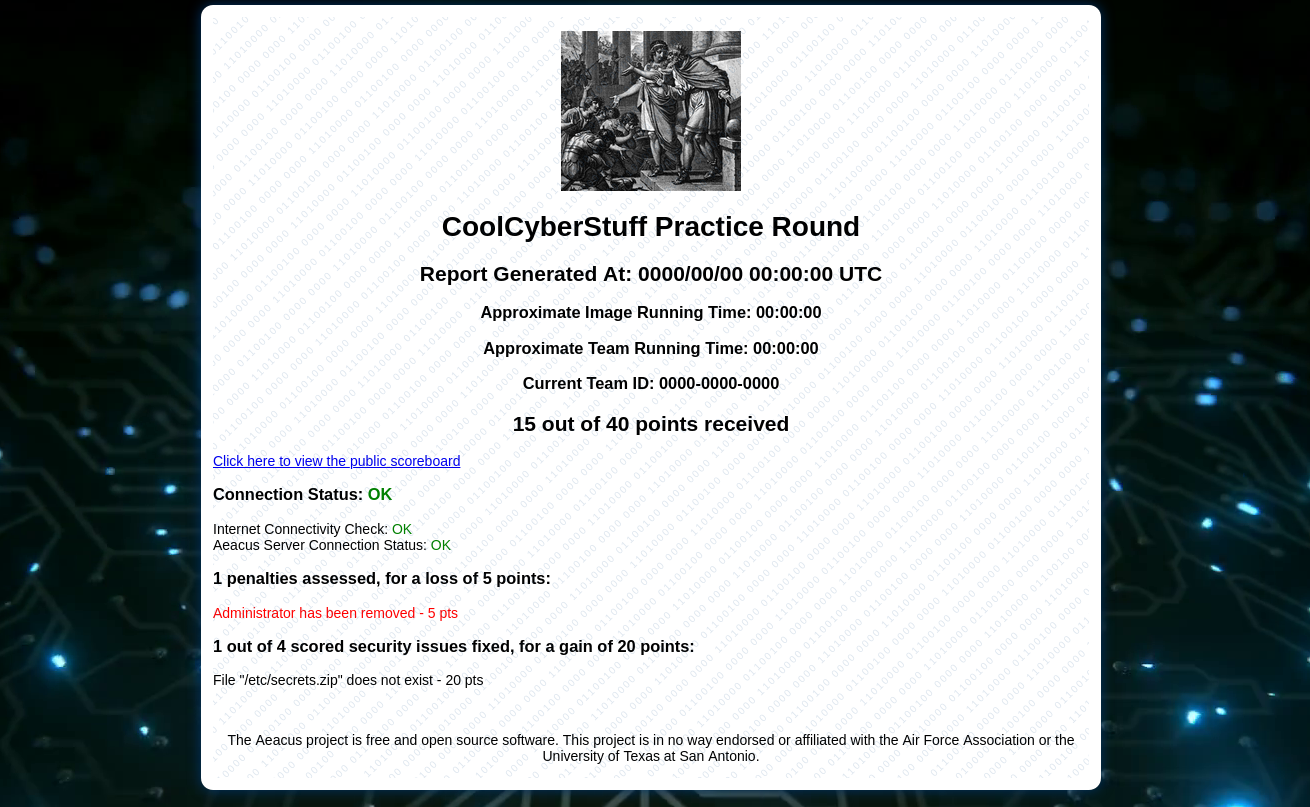 CoolCyberStuff Practice Round
Report Generated At: 0000/00/00 00:00:00 UTC
Approximate Image Running Time: 00:00:00
Approximate Team Running Time: 00:00:00
Current Team ID: 0000-0000-0000
15 out of 40 points received
Click here to view the public scoreboard
Connection Status: OK
Internet Connectivity Check: OK
Aeacus Server Connection Status: OK
1 penalties assessed, for a loss of 5 points:
Administrator has been removed - 5 pts
1 out of 4 scored security issues fixed, for a gain of 20 points:
File "/etc/secrets.zip" does not exist - 20 pts
The Aeacus project is free and open source software. This project is in no way endorsed or affiliated with the Air Force Association or the
University of Texas at San Antonio.